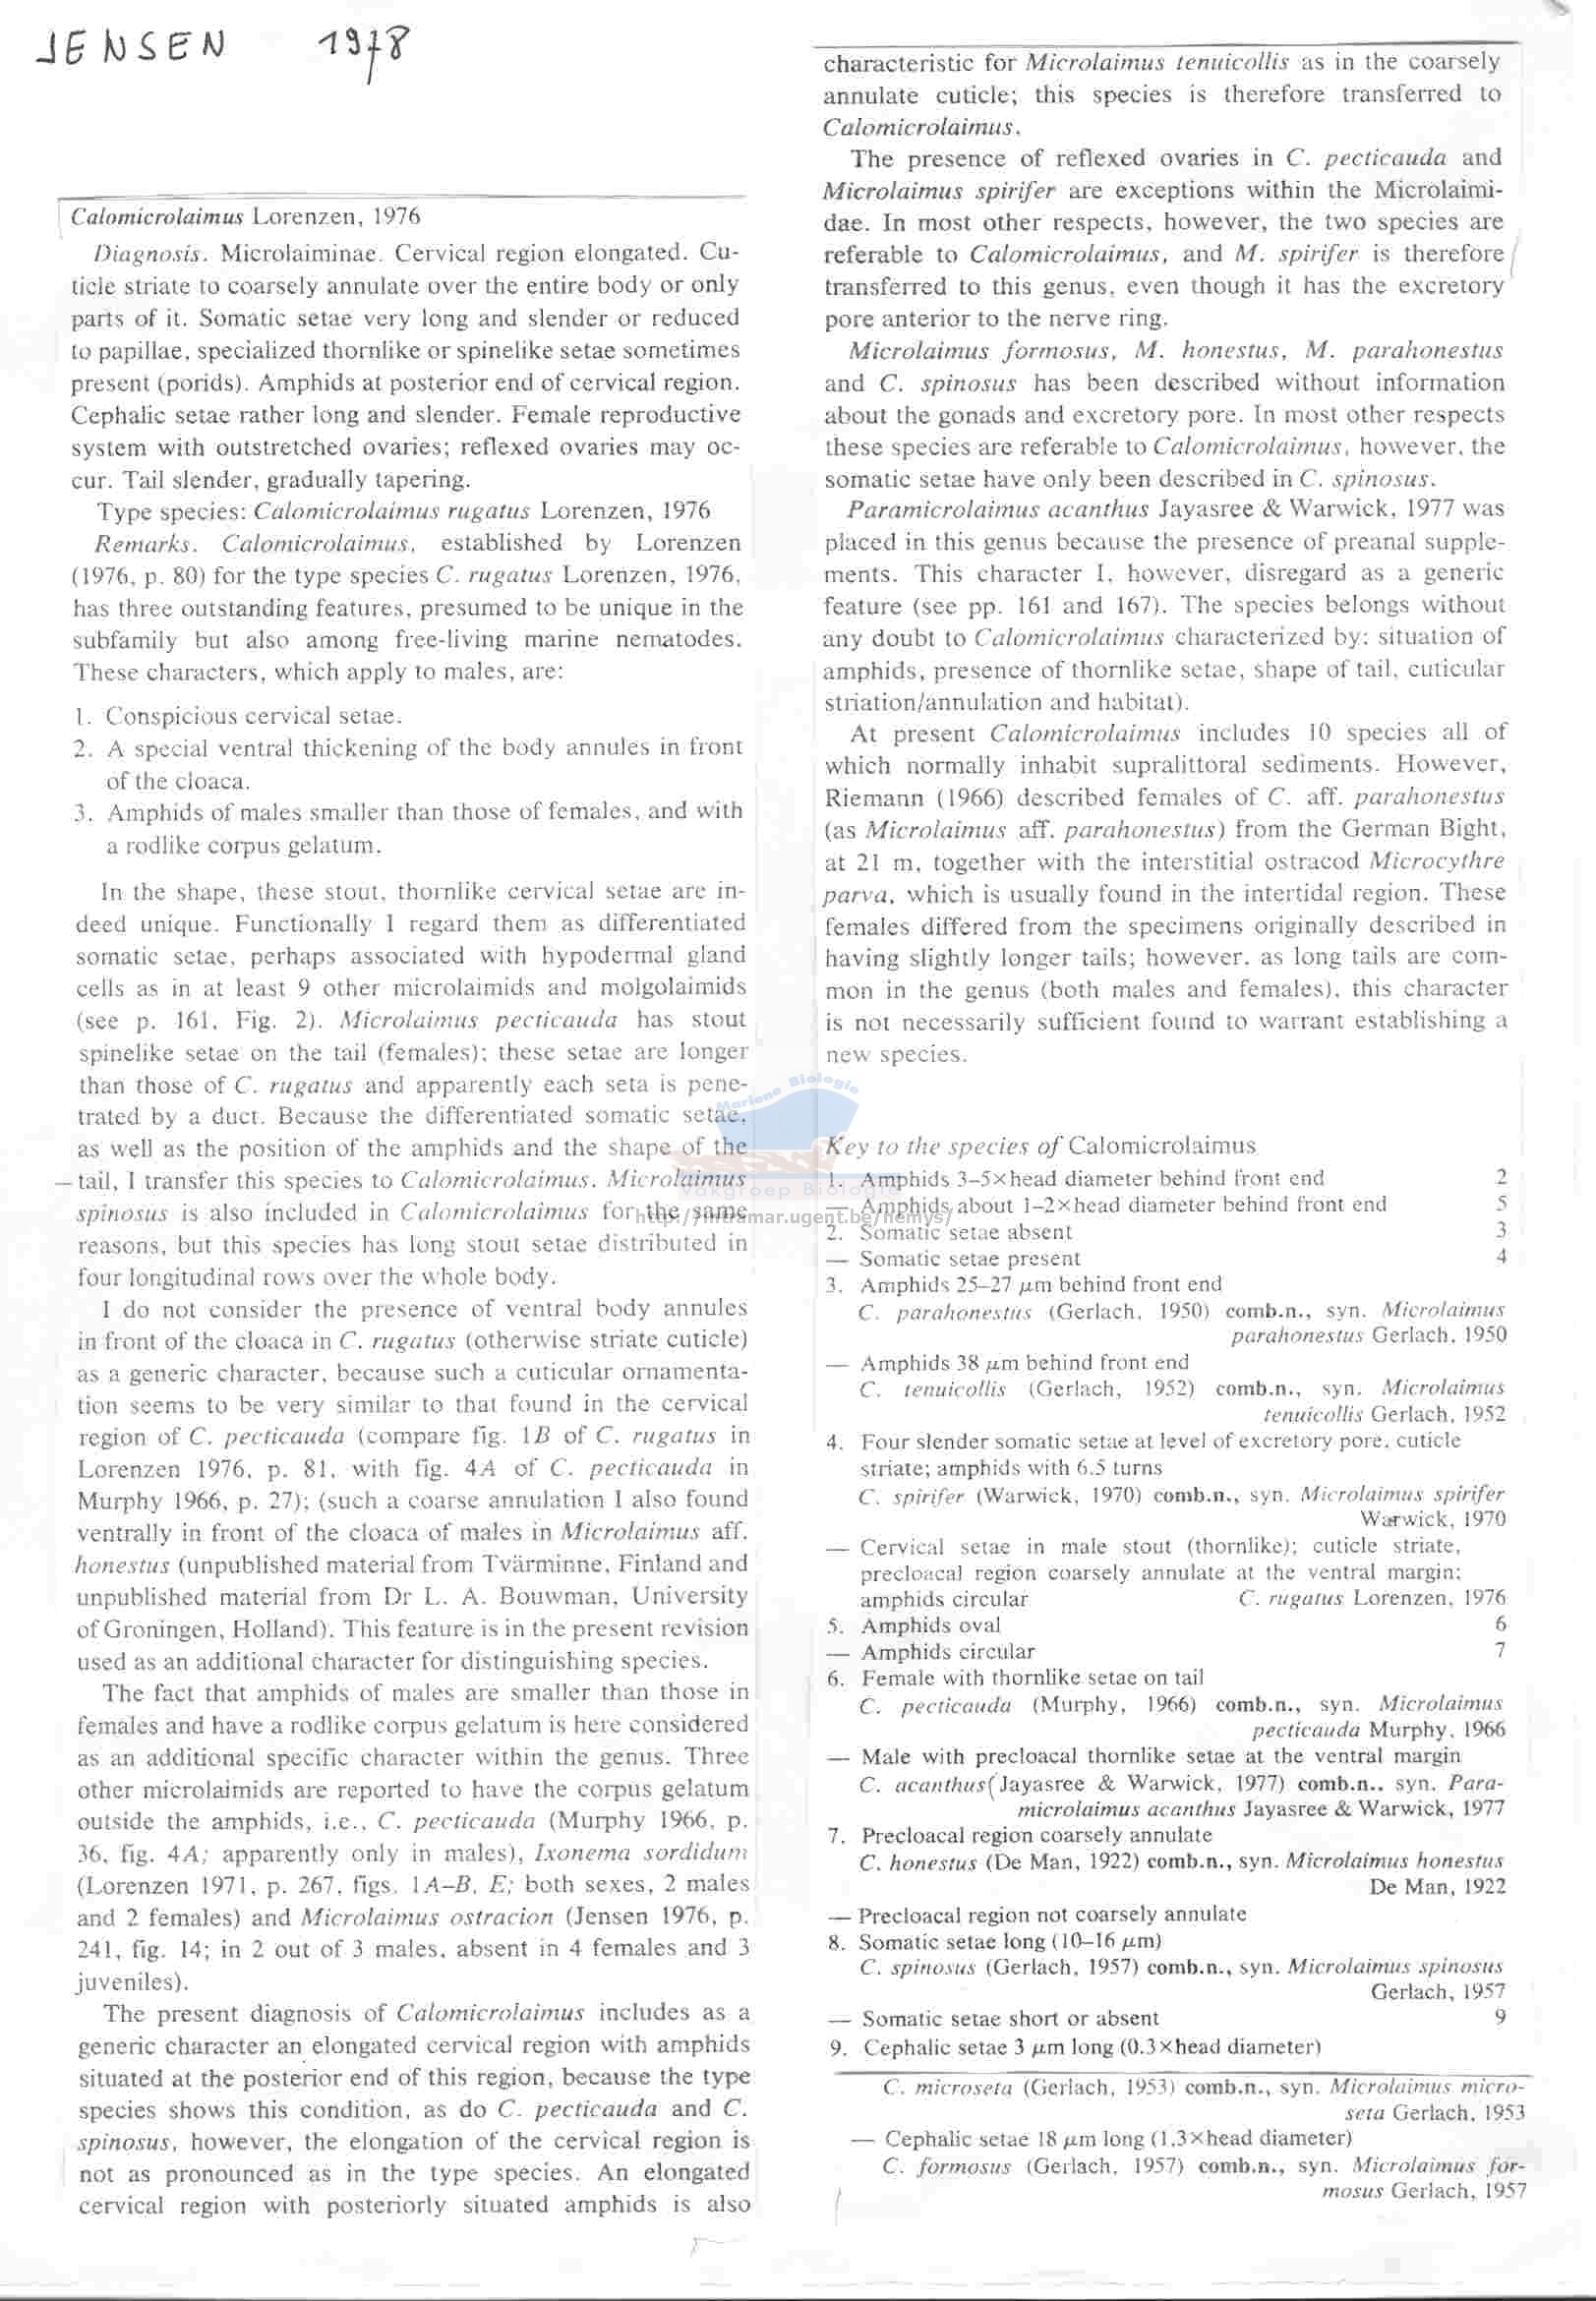 JENSEN 1978
Calomicrolaimus Lorenzen, 1976
Diagnosis. Microlaiminae. Cervical region elongated. Cu-
ticle striate to coarsely annulate over the entire body or only
parts of it. Somatic setae very long and slender or reduced
to papillae, specialized thornlike or spinelike setae sometimes
present (porids). Amphids at posterior end of cervical region.
Cephalic setae rather long and slender. Female reproductive
system with outstretched ovaries; reflexed ovaries may oc-
cur. Tail slender, gradually tapering.
Type species: Calomicrolaimus rugatus Lorenzen, 1976
Remarks. Calomicrolaimus, established by Lorenzen
(1976, p. 80) for the type species C. rugatus Lorenzen, 1976,
has three outstanding features, presumed to be unique in the
subfamily but also among free-living marine nematodes.
These characters, which apply to males, are:
1. Conspicious cervical setae.
2. A special ventral thickening of the body annules in front
of the cloaca.
3. Amphids of males smaller than those of females, and with
a rodlike corpus gelatum.
In the shape, these stout, thornlike cervical setae are in-
deed unique. Functionally I regard them as differentiated
somatic setae, perhaps associated with hypodermal gland
cells as in at least 9 other microlaimids and molgolaimids
(see p. 161, Fig. 2). Microlaimus pecticauda has stout
spinelike setae on the tail (females); these setae are longer
than those of C. rugatus and apparently each seta is pene-
trated by a duct. Because the differentiated somatic setae,
as well as the position of the amphids and the shape of the
tail, I transfer this species to Calomicrolaimus. Microlaimus
spinosus is also included in Calomicrolaimus for the same
reasons, but this species has long stout setae distributed in
four longitudinal rows over the whole body.
I do not consider the presence of ventral body annules
in front of the cloaca in C. rugatus (otherwise striate cuticle)
as a generic character, because such a cuticular ornamenta-
tion seems to be very similar to that found in the cervical
region of C. pecticauda (compare fig. 1B of C. rugatus in
Lorenzen 1976, p. 81, with fig. 4A of C. pecticauda in
Murphy 1966, p. 27); (such a coarse annulation I also found
ventrally in front of the cloaca of males in Microlaimus aff.
honestus (unpublished material from Tvärminne, Finland and
unpublished material from Dr L. A. Bouwman, University
of Groningen, Holland). This feature is in the present revision
used as an additional character for distinguishing species.
The fact that amphids of males are smaller than those in
females and have a rodlike corpus gelatum is here considered
as an additional specific character within the genus. Three
other microlaimids are reported to have the corpus gelatum
outside the amphids, i.e., C. pecticauda (Murphy 1966, p.
36, fig. 4A; apparently only in males), Ixonema sordidum
(Lorenzen 1971, p. 267, figs. 1A–B, E; both sexes, 2 males
and 2 females) and Microlaimus ostracion (Jensen 1976, p.
241, fig. 14; in 2 out of 3 males, absent in 4 females and 3
juveniles).
The present diagnosis of Calomicrolaimus includes as a
generic character an elongated cervical region with amphids
situated at the posterior end of this region, because the type
species shows this condition, as do C. pecticauda and C.
spinosus, however, the elongation of the cervical region is
not as pronounced as in the type species. An elongated
cervical region with posteriorly situated amphids is also
characteristic for Microlaimus tenuicollis as in the coarsely
annulate cuticle; this species is therefore transferred to
Calomicrolaimus.
The presence of reflexed ovaries in C. pecticauda and
Microlaimus spirifer are exceptions within the Microlaimi-
dae. In most other respects, however, the two species are
referable to Calomicrolaimus, and M. spirifer is therefore
transferred to this genus, even though it has the excretory
pore anterior to the nerve ring.
Microlaimus formosus, M. honestus, M. parahonestus
and C. spinosus has been described without information
about the gonads and excretory pore. In most other respects
these species are referable to Calomicrolaimus, however, the
somatic setae have only been described in C. spinosus.
Paramicrolaimus acanthus Jayasree & Warwick, 1977 was
placed in this genus because the presence of preanal supple-
ments. This character I, however, disregard as a generic
feature (see pp. 161 and 167). The species belongs without
any doubt to Calomicrolaimus characterized by: situation of
amphids, presence of thornlike setae, shape of tail, cuticular
striation/annulation and habitat).
At present Calomicrolaimus includes 10 species all of
which normally inhabit supralittoral sediments. However,
Riemann (1966) described females of C. aff. parahonestus
(as Microlaimus aff. parahonestus) from the German Bight,
at 21 m, together with the interstitial ostracod Microcythre
parva, which is usually found in the intertidal region. These
females differed from the specimens originally described in
having slightly longer tails; however, as long tails are com-
mon in the genus (both males and females), this character
is not necessarily sufficient found to warrant establishing a
new species.
Mariene Biologie
Vakgroep Biologie
http://intramar.ugent.be/nemys/
Key to the species of Calomicrolaimus
1. Amphids 3–5×head diameter behind front end 2
— Amphids about 1–2×head diameter behind front end 5
2. Somatic setae absent 3
— Somatic setae present 4
3. Amphids 25–27 μm behind front end
C. parahonestus (Gerlach, 1950) comb.n., syn. Microlaimus
parahonestus Gerlach, 1950
— Amphids 38 μm behind front end
C. tenuicollis (Gerlach, 1952) comb.n., syn. Microlaimus
tenuicollis Gerlach, 1952
4. Four slender somatic setae at level of excretory pore, cuticle
striate; amphids with 6.5 turns
C. spirifer (Warwick, 1970) comb.n., syn. Microlaimus spirifer
Warwick, 1970
— Cervical setae in male stout (thornlike); cuticle striate,
precloacal region coarsely annulate at the ventral margin;
amphids circular C. rugatus Lorenzen, 1976
5. Amphids oval 6
— Amphids circular 7
6. Female with thornlike setae on tail
C. pecticauda (Murphy, 1966) comb.n., syn. Microlaimus
pecticauda Murphy, 1966
— Male with precloacal thornlike setae at the ventral margin
C. acanthus (Jayasree & Warwick, 1977) comb.n., syn. Para-
microlaimus acanthus Jayasree & Warwick, 1977
7. Precloacal region coarsely annulate
C. honestus (De Man, 1922) comb.n., syn. Microlaimus honestus
De Man, 1922
— Precloacal region not coarsely annulate
8. Somatic setae long (10–16 μm)
C. spinosus (Gerlach, 1957) comb.n., syn. Microlaimus spinosus
Gerlach, 1957
— Somatic setae short or absent 9
9. Cephalic setae 3 μm long (0.3×head diameter)
C. microseta (Gerlach, 1953) comb.n., syn. Microlaimus micro-
seta Gerlach, 1953
— Cephalic setae 18 μm long (1.3×head diameter)
C. formosus (Gerlach, 1957) comb.n., syn. Microlaimus for-
mosus Gerlach, 1957